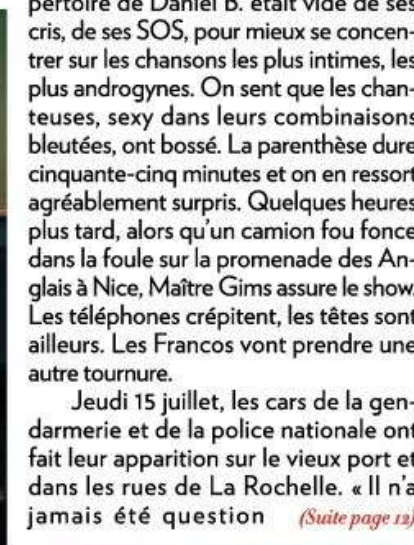 pertoire de Daniel B. était vidé de ses
cris, de ses SOS, pour mieux se concen-
trer sur les chansons les plus intimes, les
plus androgynes. On sent que les chan-
teuses, sexy dans leurs combinaisons
bleutées, ont bossé. La parenthèse dure
cinquante-cinq minutes et on en ressort
agréablement surpris. Quelques heures
plus tard, alors qu'un camion fou fonce
dans la foule sur la promenade des An-
glais à Nice, Maître Gims assure le show.
Les téléphones crépitent, les têtes sont
ailleurs. Les Francos vont prendre une
autre tournure.
Jeudi 15 juillet, les cars de la gen-
darmerie et de la police nationale ont
fait leur apparition sur le vieux port et
dans les rues de La Rochelle. « Il n'a
jamais été question (Suite page 12)